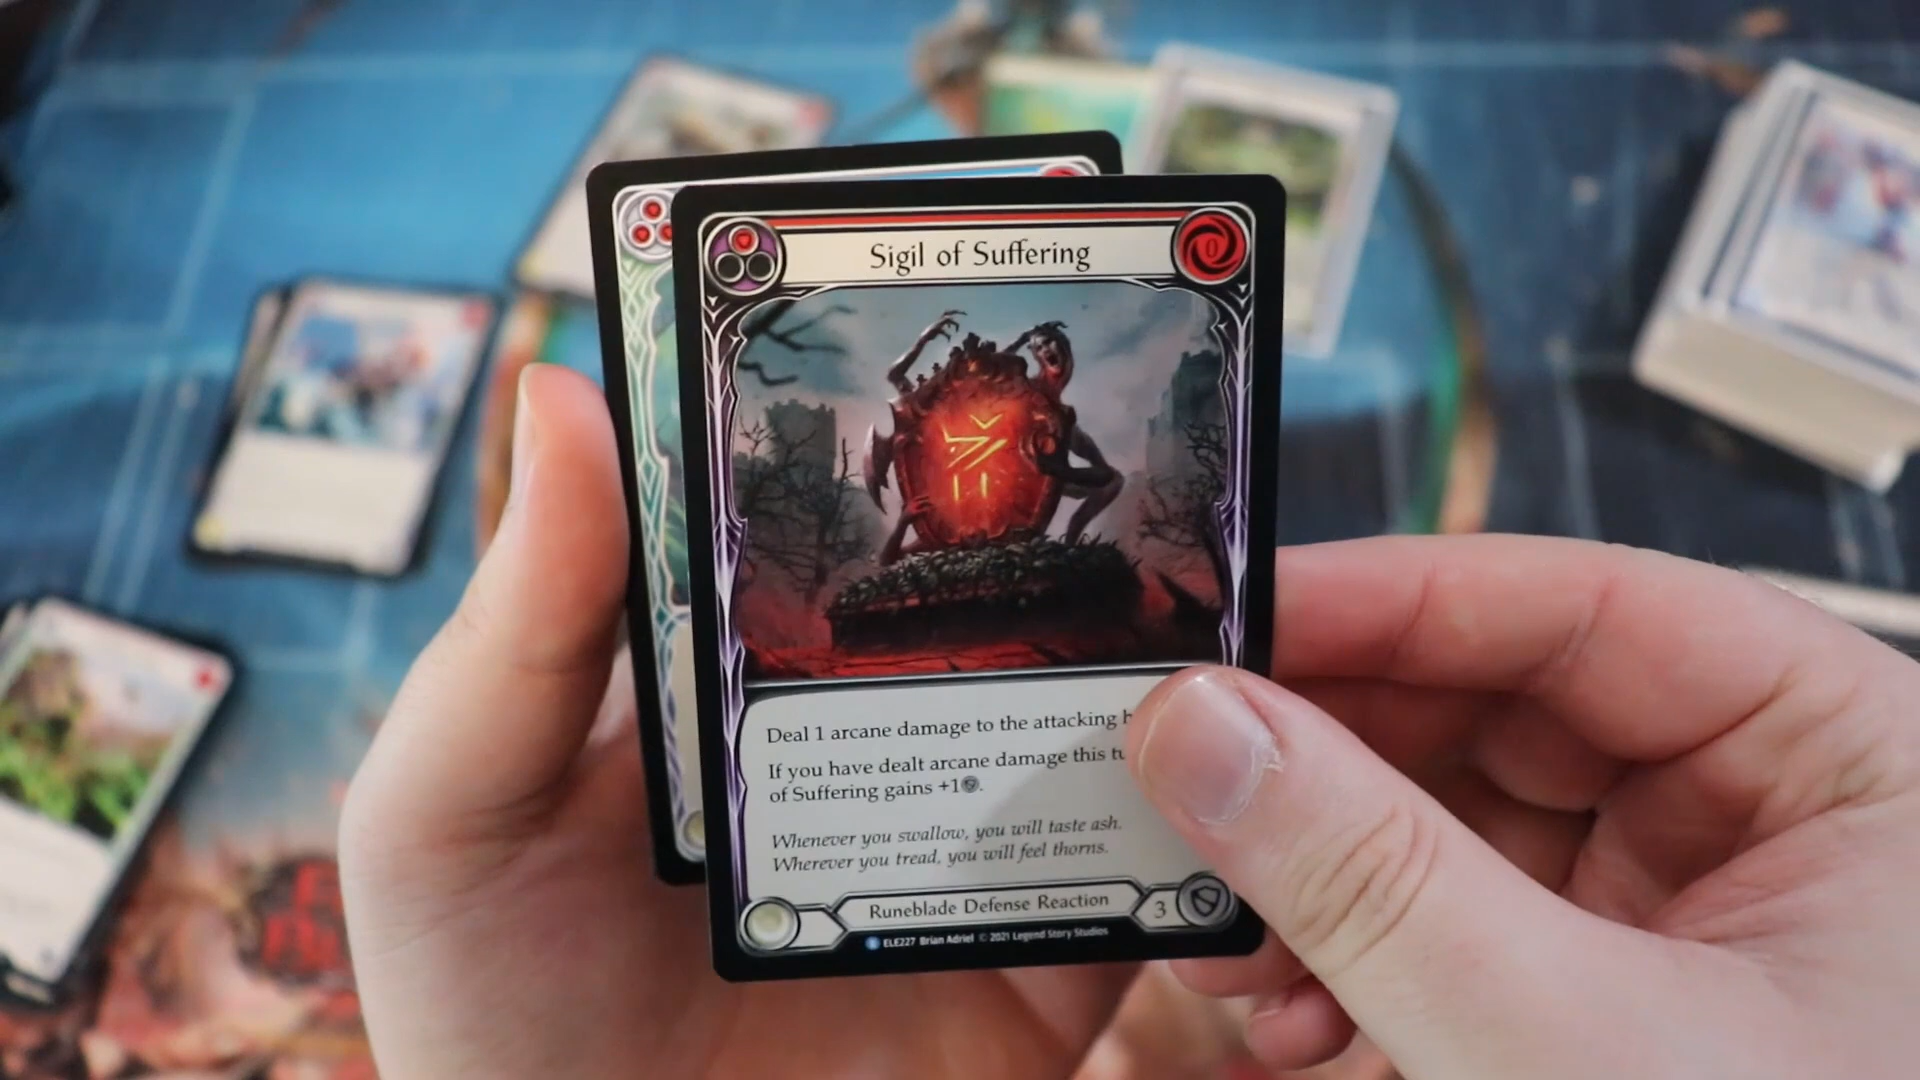 Sigil of Suffering
0
Deal 1 arcane damage to the attacking
If you have dealt arcane damage this
of Suffering gains +1
Whenever you swallow, you will taste ash.
Wherever you tread, you will feel thorns.
Runeblade Defense Reaction
3
R ELE227 Brian Adriel © 2021 Legend Story Studios